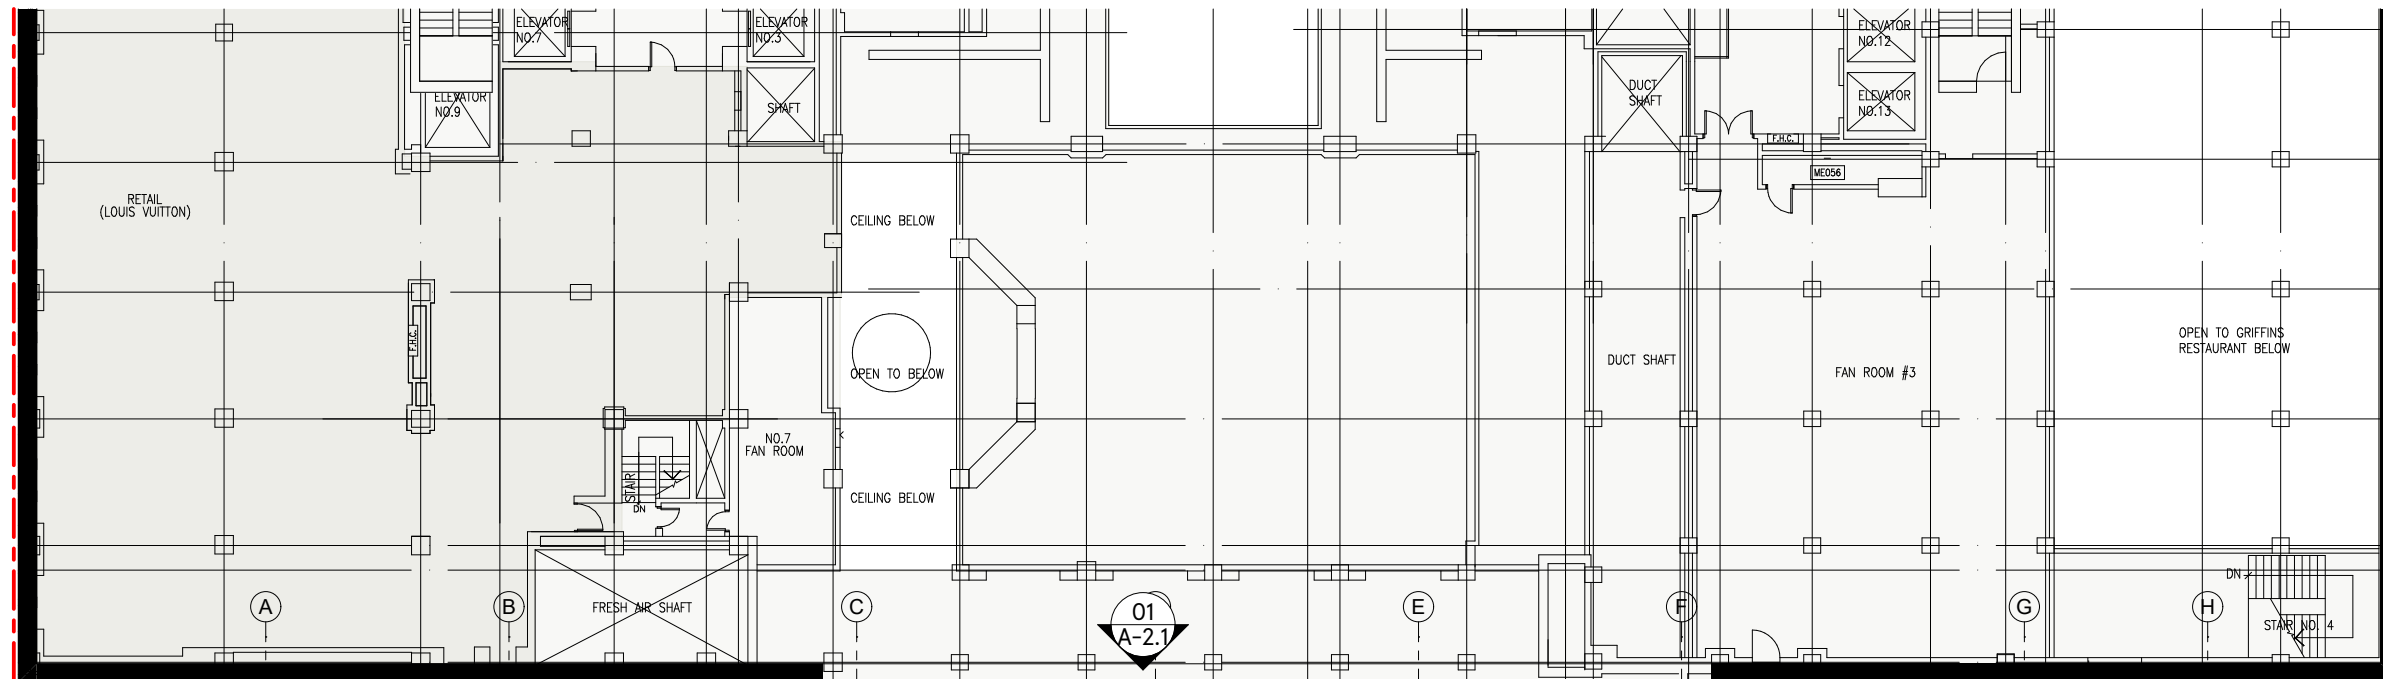 ELEVATOR
NO.7
ELEVATOR
NO.3
ELEVATOR
NO.12
ELEVATOR
NO.9
SHAFT
DUCT
SHAFT
ELEVATOR
NO.13
F.H.C.
ME056
RETAIL
(LOUIS VUITTON)
CEILING BELOW
F.H.C.
OPEN TO BELOW
DUCT SHAFT
FAN ROOM #3
OPEN TO GRIFFINS
RESTAURANT BELOW
NO.7
FAN ROOM
STAIR
DN
CEILING BELOW
DN
FRESH AIR SHAFT
STAIR NO. 4
A
B
C
01
A-2.1
E
F
G
H